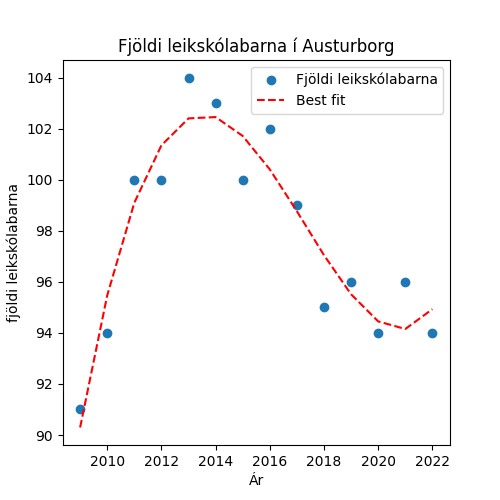 Fjöldi leikskólabarna í Austurborg
Fjöldi leikskólabarna
Best fit
104
102
100
98
96
94
92
90
fjöldi leikskólabarna
2010 2012 2014 2016 2018 2020 2022
Ár